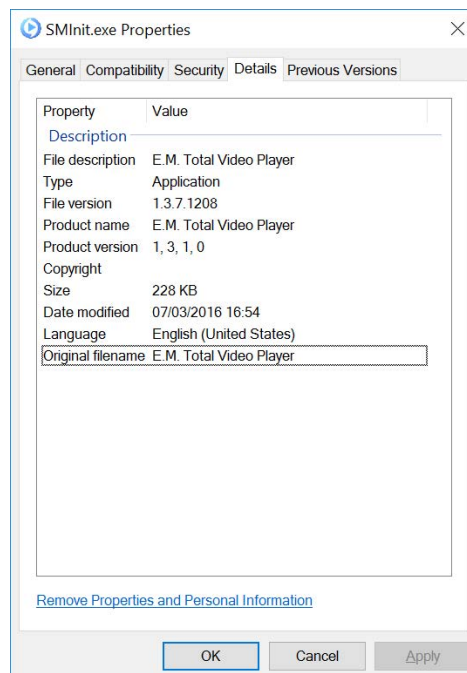 SMInit.exe Properties
General Compatibility Security Details Previous Versions
Property Value
Description
File description E.M. Total Video Player
Type Application
File version 1.3.7.1208
Product name E.M. Total Video Player
Product version 1, 3, 1, 0
Copyright
Size 228 KB
Date modified 07/03/2016 16:54
Language English (United States)
Original filename E.M. Total Video Player
Remove Properties and Personal Information
OK Cancel Apply